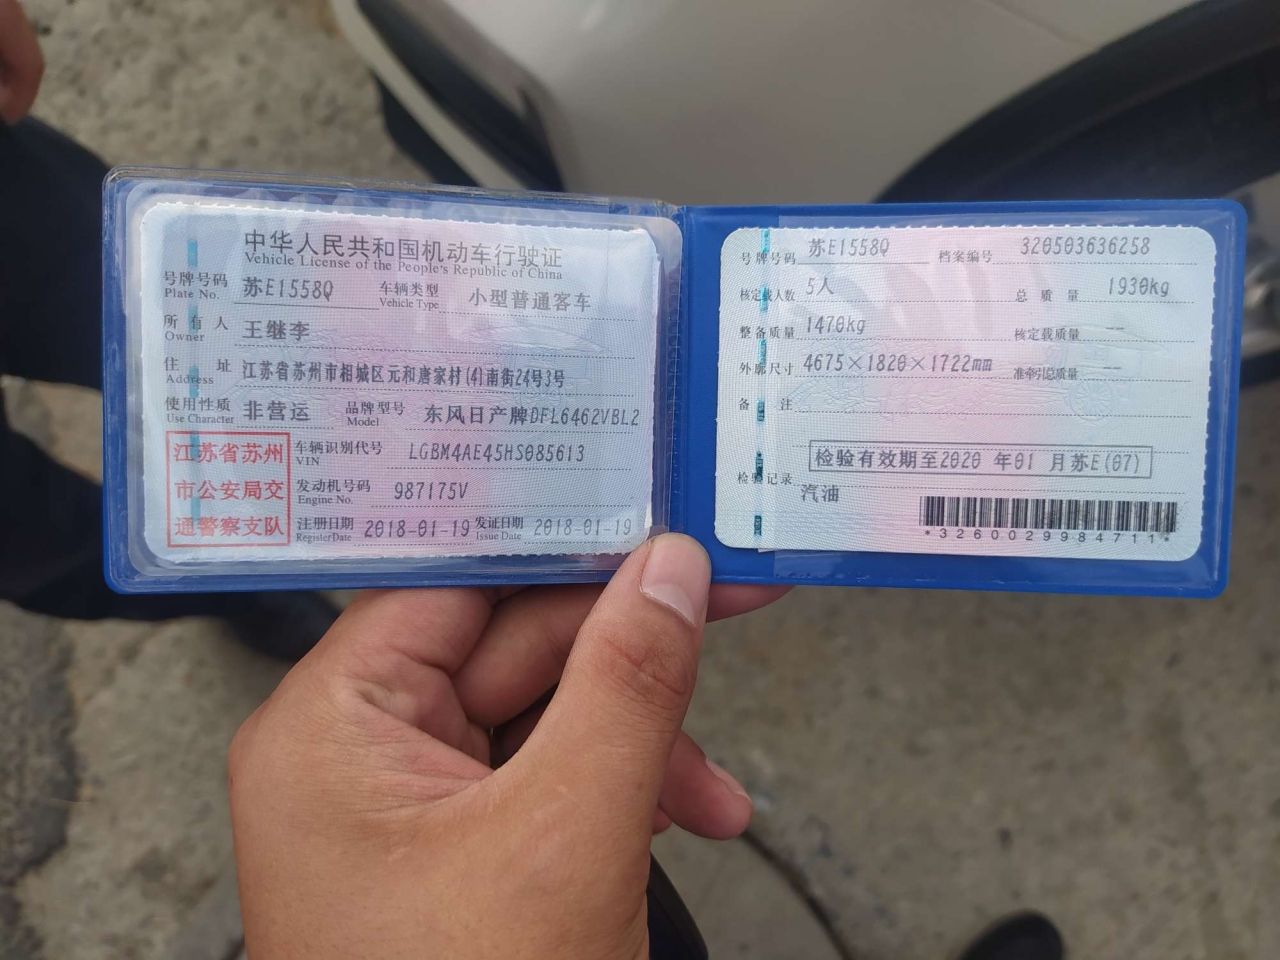 中华人民共和国机动车行驶证
Vehicle License of the People's Republic of China
号牌号码 Plate No. 苏E1558Q 车辆类型 Vehicle Type 小型普通客车
所有人 Owner 王继李
住址 Address 江苏省苏州市相城区元和唐家村(4)南街24号3号
使用性质 Use Character 非营运 品牌型号 Model 东风日产牌DFL6462VBL2
江苏省苏州
市公安局交
通警察支队
车辆识别代号 VIN LGBM4AE45HS085613
发动机号码 Engine No. 987175V
注册日期 Register Date 2018-01-19 发证日期 Issue Date 2018-01-19
号牌号码 苏E1558Q 档案编号 320503636258
核定载人数 5人 总质量 1930kg
整备质量 1470kg 核定载质量 --
外廓尺寸 4675×1820×1722mm 准牵引总质量 --
备注
检验记录 检验有效期至2020 年01 月苏E(07)
汽油
*3260029984711*